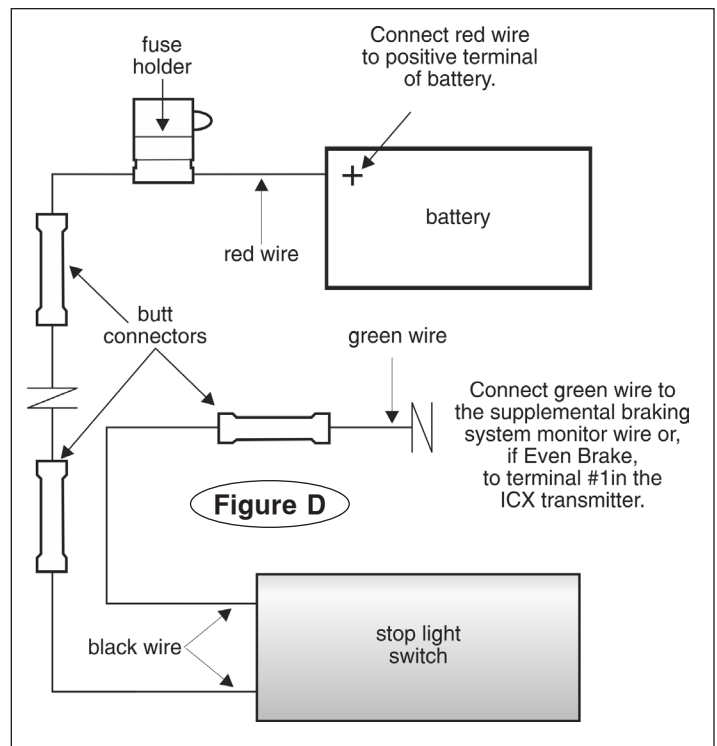 fuse
holder
Connect red wire
to positive terminal
of battery.
+
battery
red wire
butt
connectors
green wire
Connect green wire to
the supplemental braking
system monitor wire or,
if Even Brake,
to terminal #1in the
ICX transmitter.
Figure D
black wire
stop light
switch